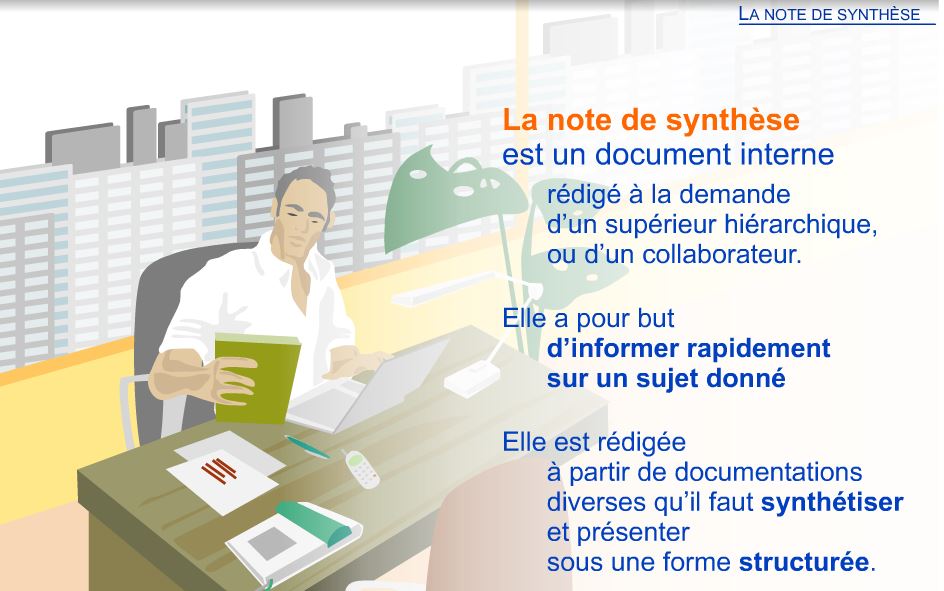 LA NOTE DE SYNTHÈSE
La note de synthèse
est un document interne
rédigé à la demande
d’un supérieur hiérarchique,
ou d’un collaborateur.
Elle a pour but
d’informer rapidement
sur un sujet donné
Elle est rédigée
à partir de documentations
diverses qu’il faut synthétiser
et présenter
sous une forme structurée.